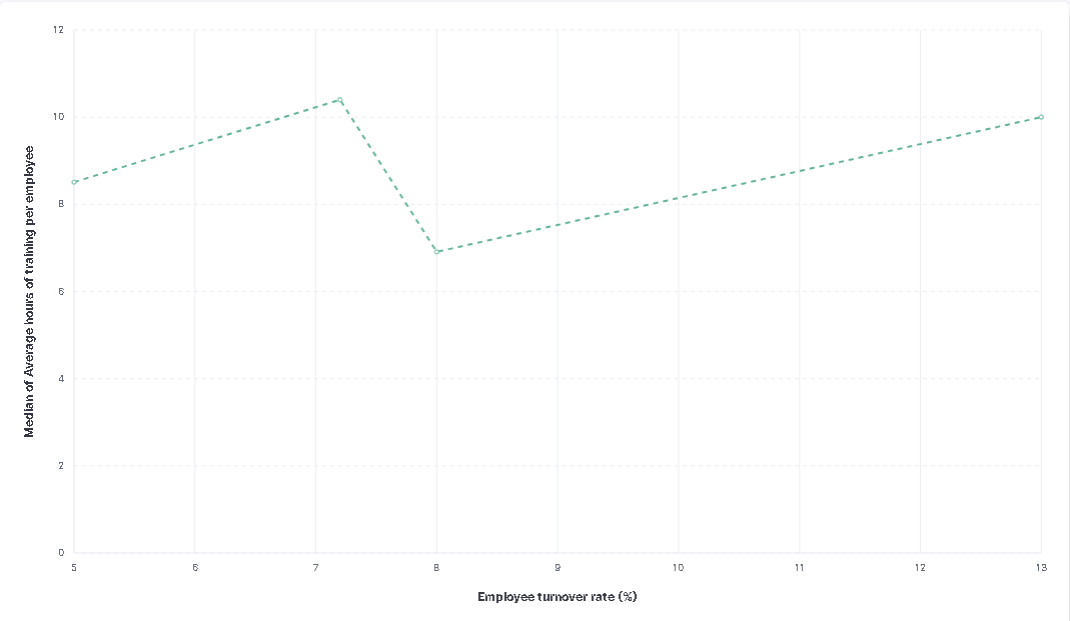 12
10
8
6
4
2
0
Median of Average hours of training per employee
5 6 7 8 9 10 11 12 13
Employee turnover rate (%)